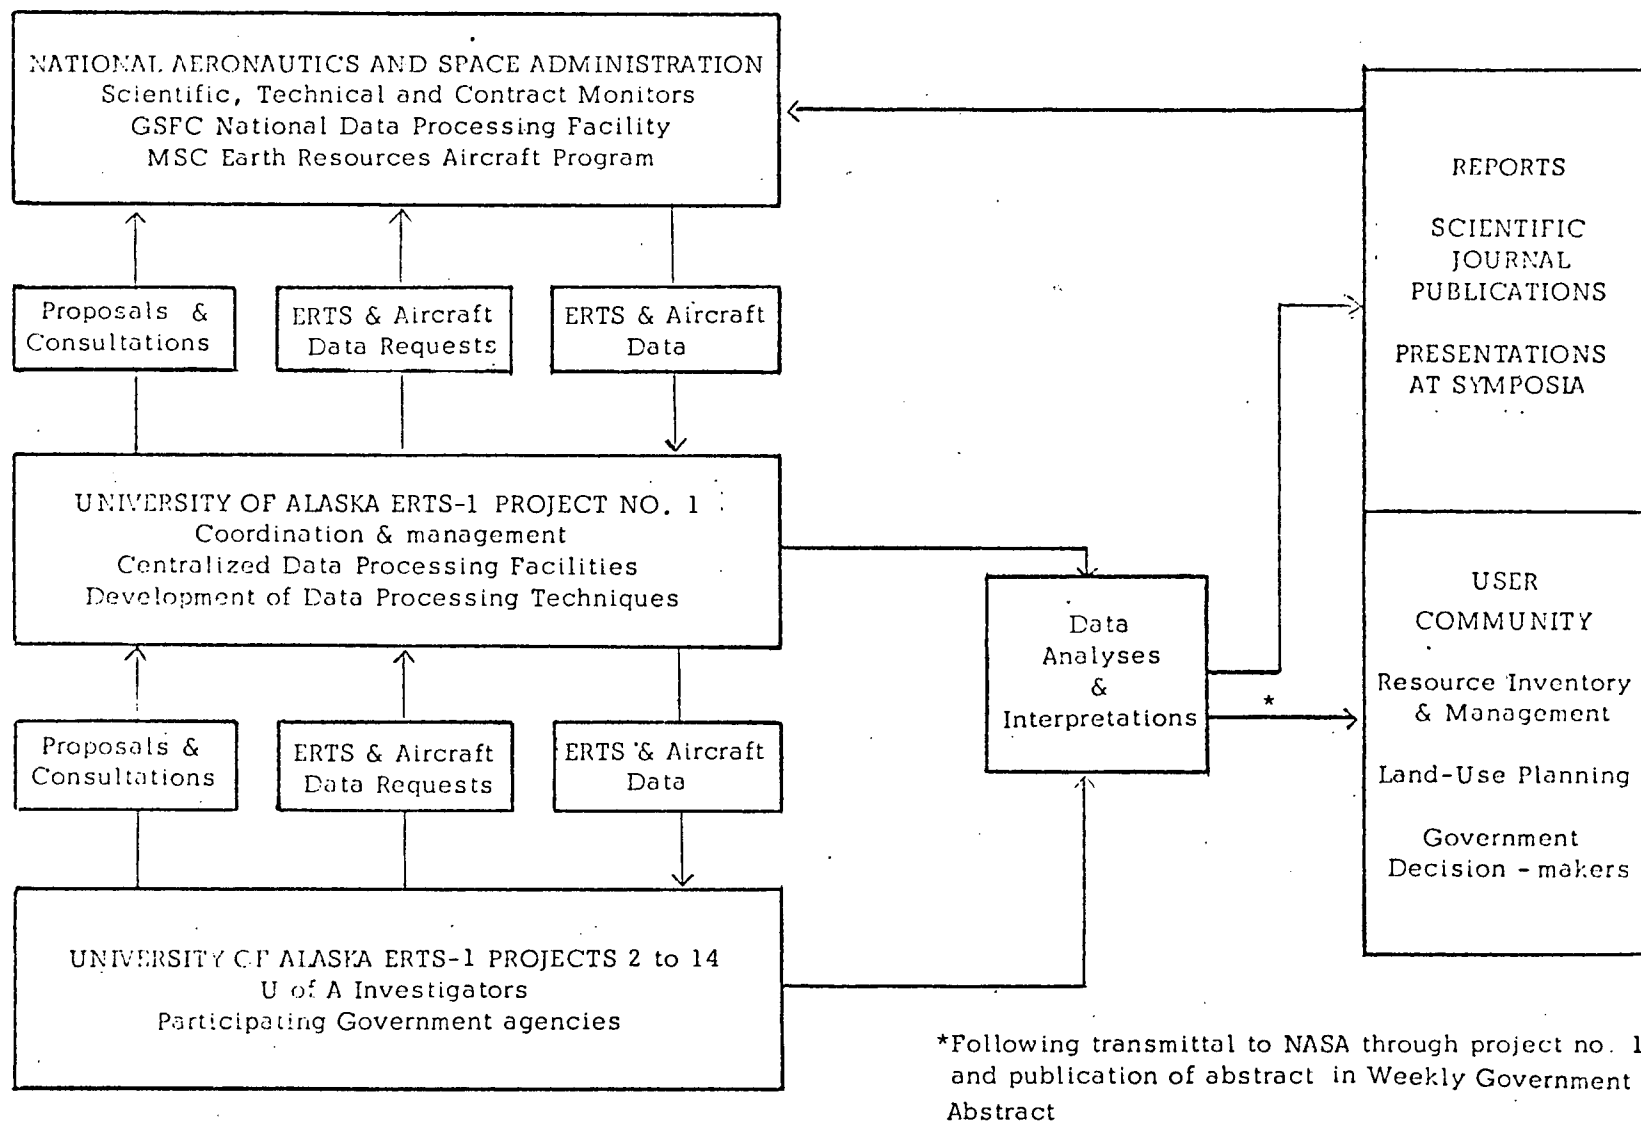 NATIONAL AERONAUTICS AND SPACE ADMINISTRATION
Scientific, Technical and Contract Monitors
GSFC National Data Processing Facility
MSC Earth Resources Aircraft Program
Proposals &
Consultations
ERTS & Aircraft
Data Requests
ERTS & Aircraft
Data
UNIVERSITY OF ALASKA ERTS-1 PROJECT NO. 1
Coordination & management
Centralized Data Processing Facilities
Development of Data Processing Techniques
Proposals &
Consultations
ERTS & Aircraft
Data Requests
ERTS & Aircraft
Data
UNIVERSITY OF ALASKA ERTS-1 PROJECTS 2 to 14
U of A Investigators
Participating Government agencies
Data
Analyses
&
Interpretations
*
REPORTS
SCIENTIFIC
JOURNAL
PUBLICATIONS
PRESENTATIONS
AT SYMPOSIA
USER
COMMUNITY
Resource Inventory
& Management
Land-Use Planning
Government
Decision - makers
*Following transmittal to NASA through project no. 1
and publication of abstract in Weekly Government
Abstract